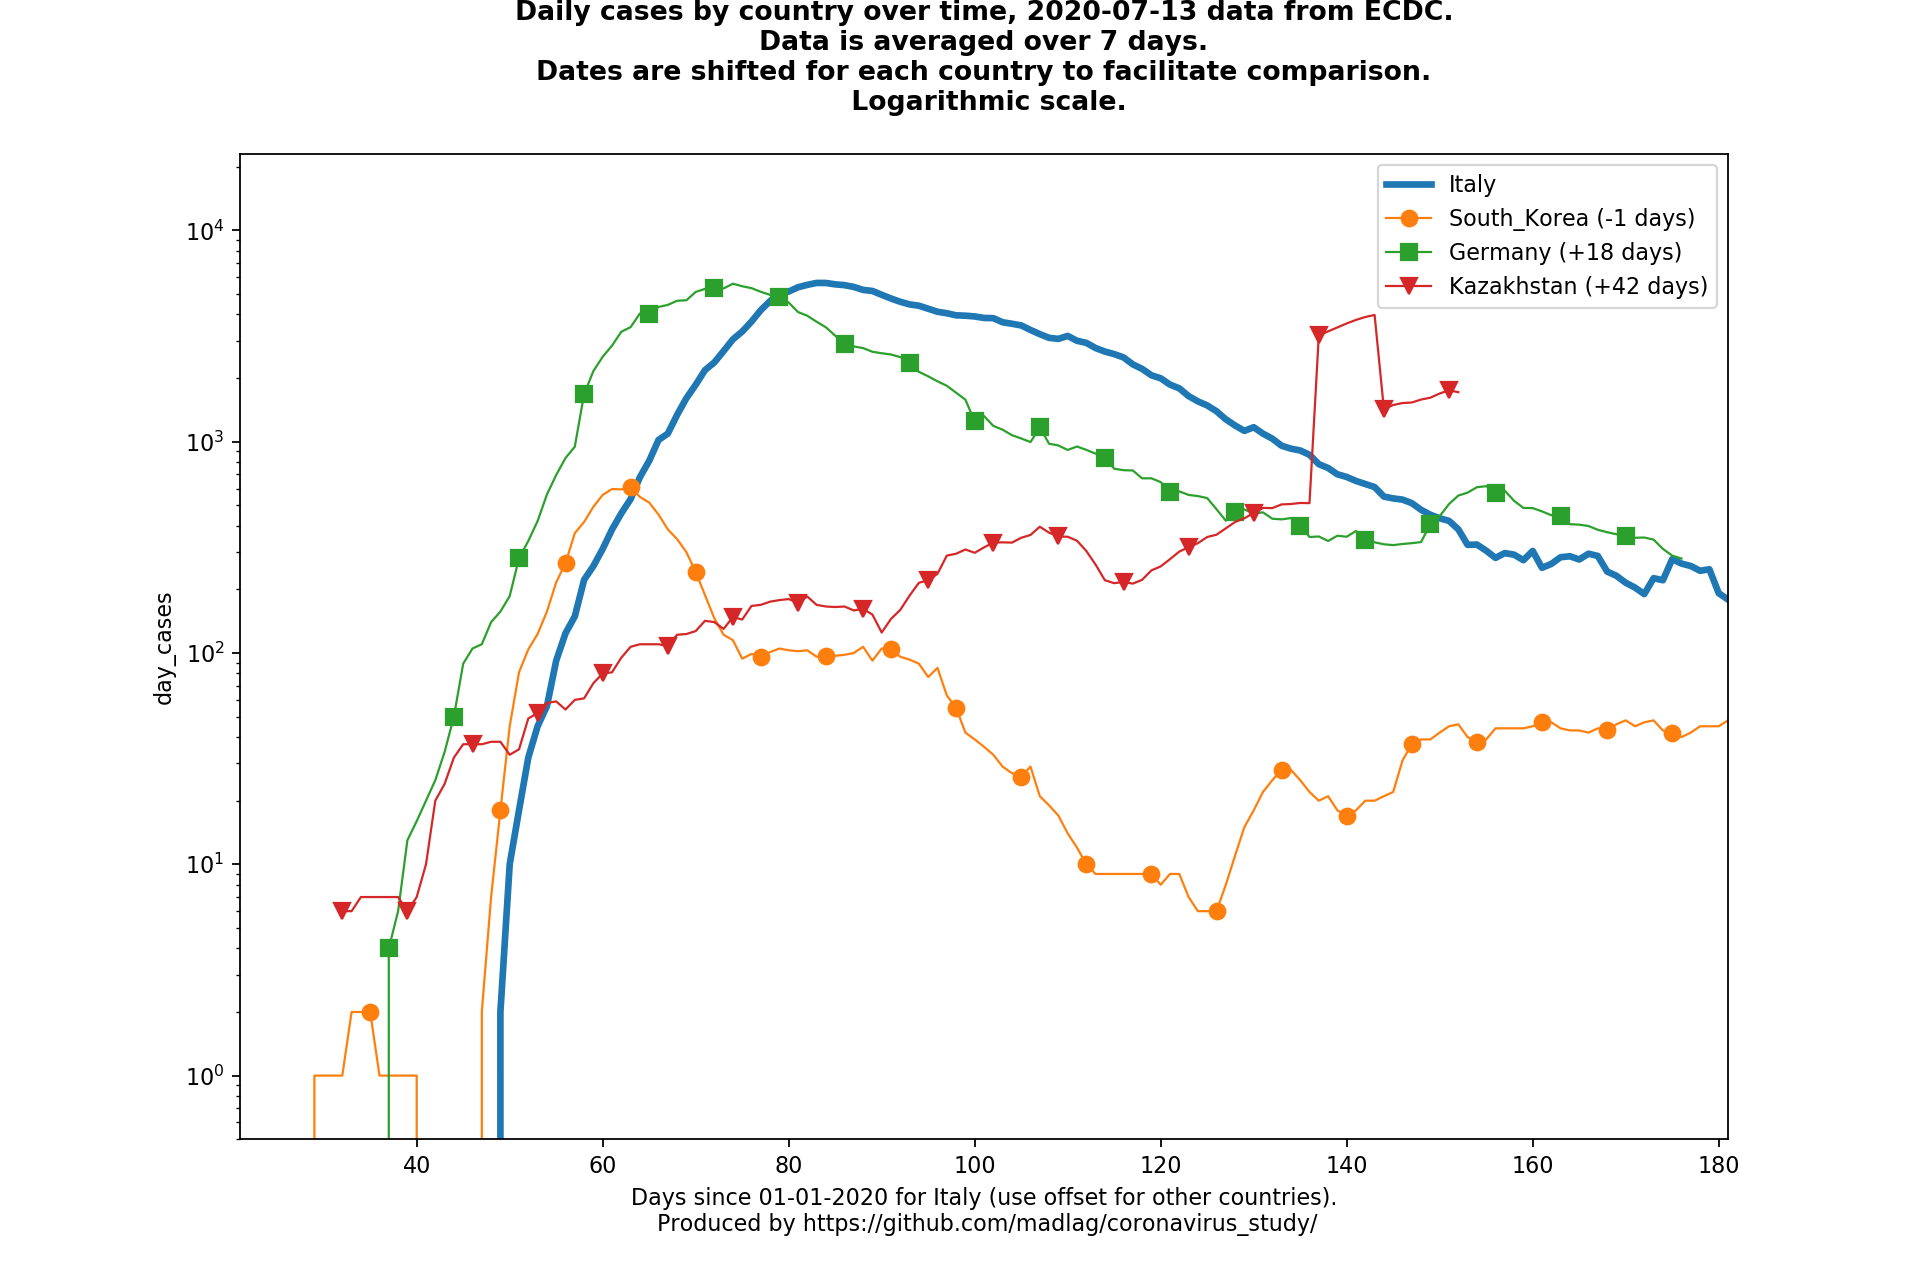 Daily cases by country over time, 2020-07-13 data from ECDC.
Data is averaged over 7 days.
Dates are shifted for each country to facilitate comparison.
Logarithmic scale.
Italy
South_Korea (-1 days)
Germany (+18 days)
Kazakhstan (+42 days)
10⁴
10³
10²
10¹
10⁰
day_cases
40 60 80 100 120 140 160 180
Days since 01-01-2020 for Italy (use offset for other countries).
Produced by https://github.com/madlag/coronavirus_study/